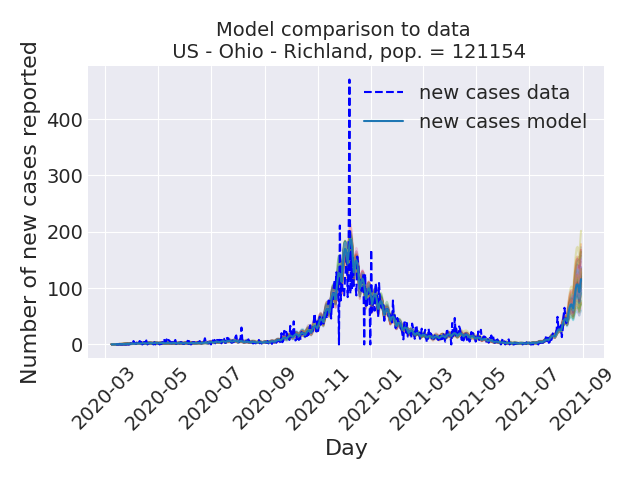 Model comparison to data
US - Ohio - Richland, pop. = 121154
Number of new cases reported
400
300
200
100
0
new cases data
new cases model
2020-03
2020-05
2020-07
2020-09
2020-11
2021-01
2021-03
2021-05
2021-07
2021-09
Day